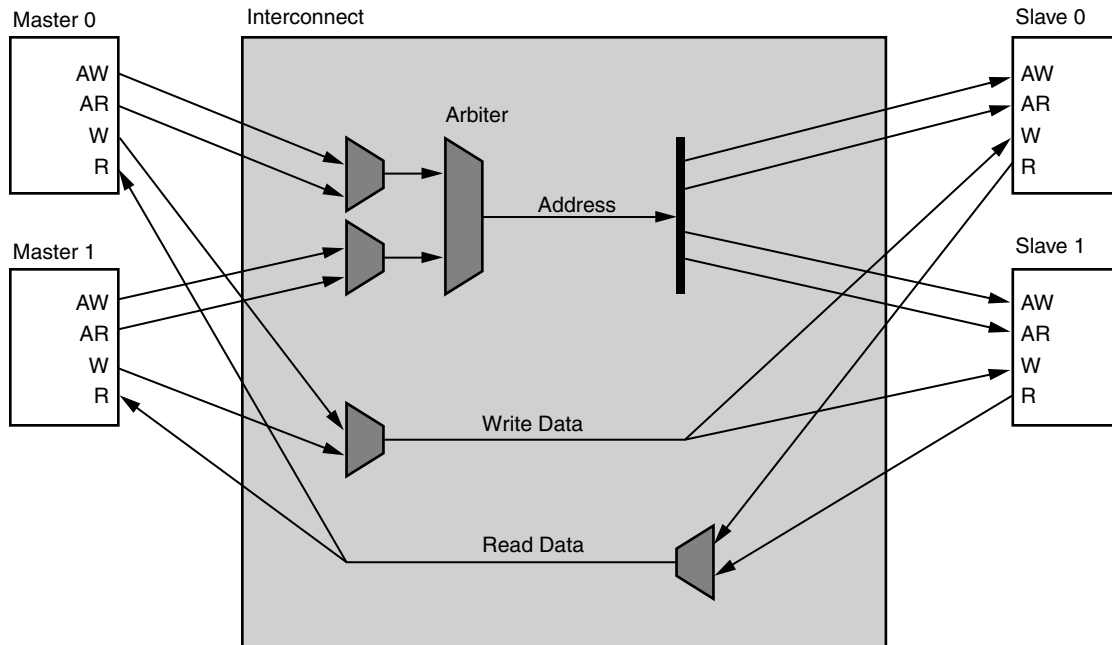 Master 0
Interconnect
Slave 0
AW
AR
W
R
Arbiter
AW
AR
W
R
Address
Master 1
AW
AR
W
R
Slave 1
AW
AR
W
R
Write Data
Read Data